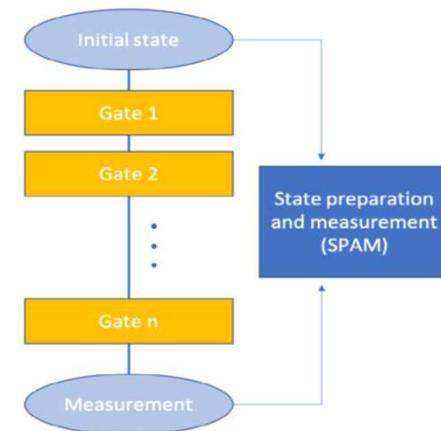 Initial state
Gate 1
Gate 2
State preparation
and measurement
(SPAM)
Gate n
Measurement